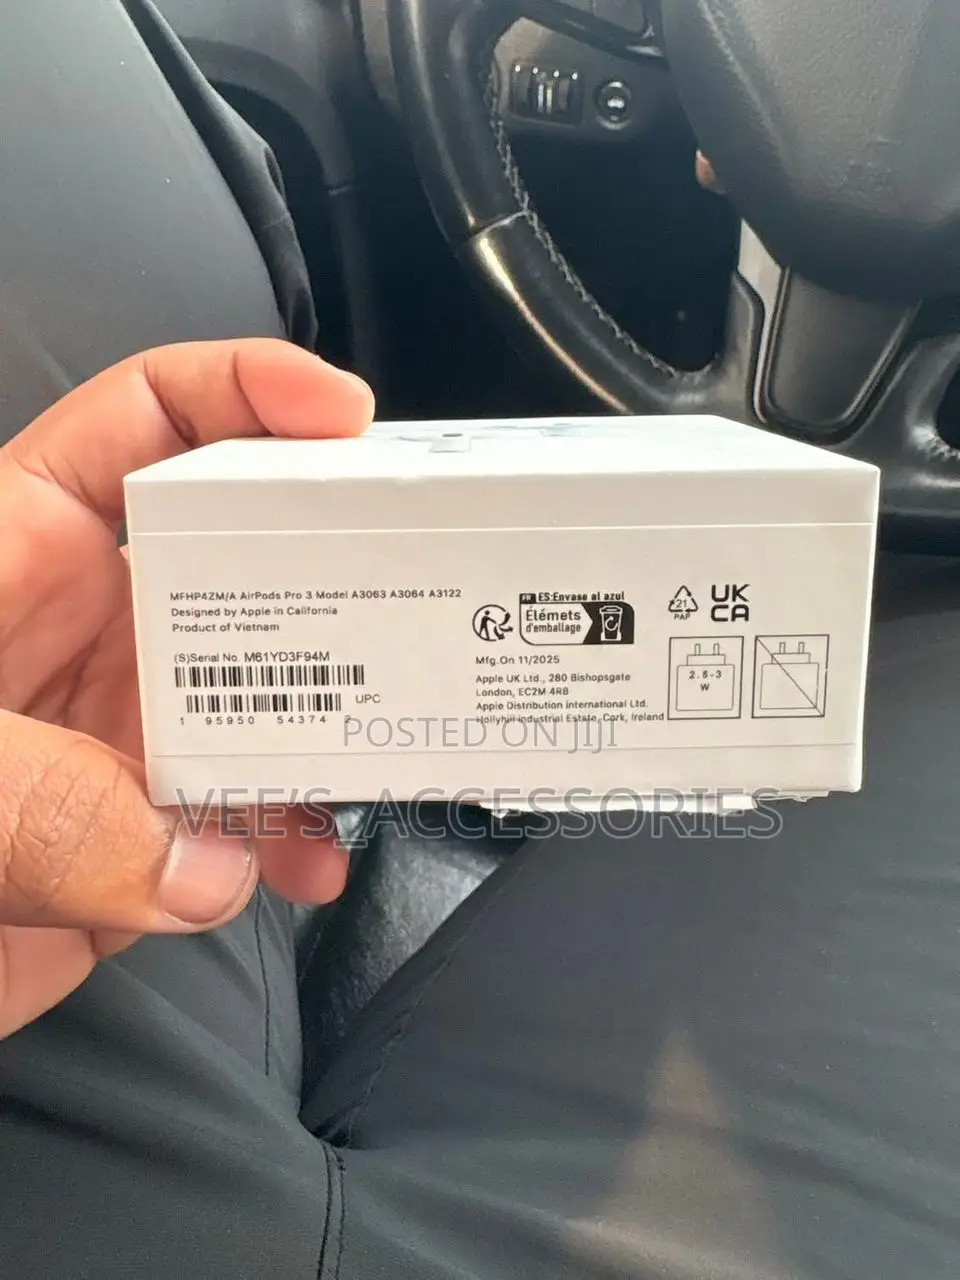 MFHP4ZM/A AirPods Pro 3 Model A3063 A3064 A3122
Designed by Apple in California
Product of Vietnam
(S)Serial No. M61YD3F94M
UPC
1 95950 54374 2
FR ES:Envase al azul
Élémets
d'emballage
Mfg.On 11/2025
Apple UK Ltd., 280 Bishopsgate
London, EC2M 4RB
Apple Distribution international Ltd.
Hollyhill Industrial Estate, Cork, Ireland
21
PAP
UK
CA
2.5-3
W
POSTED ON JIJI
VEE'S_ACCESSORIES